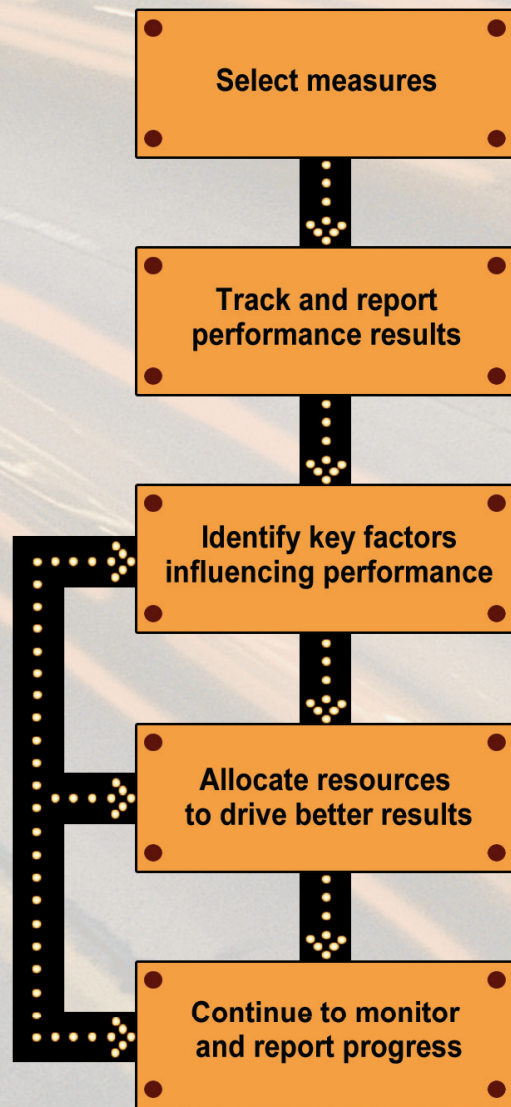 Select measures
Track and report
performance results
Identify key factors
influencing performance
Allocate resources
to drive better results
Continue to monitor
and report progress